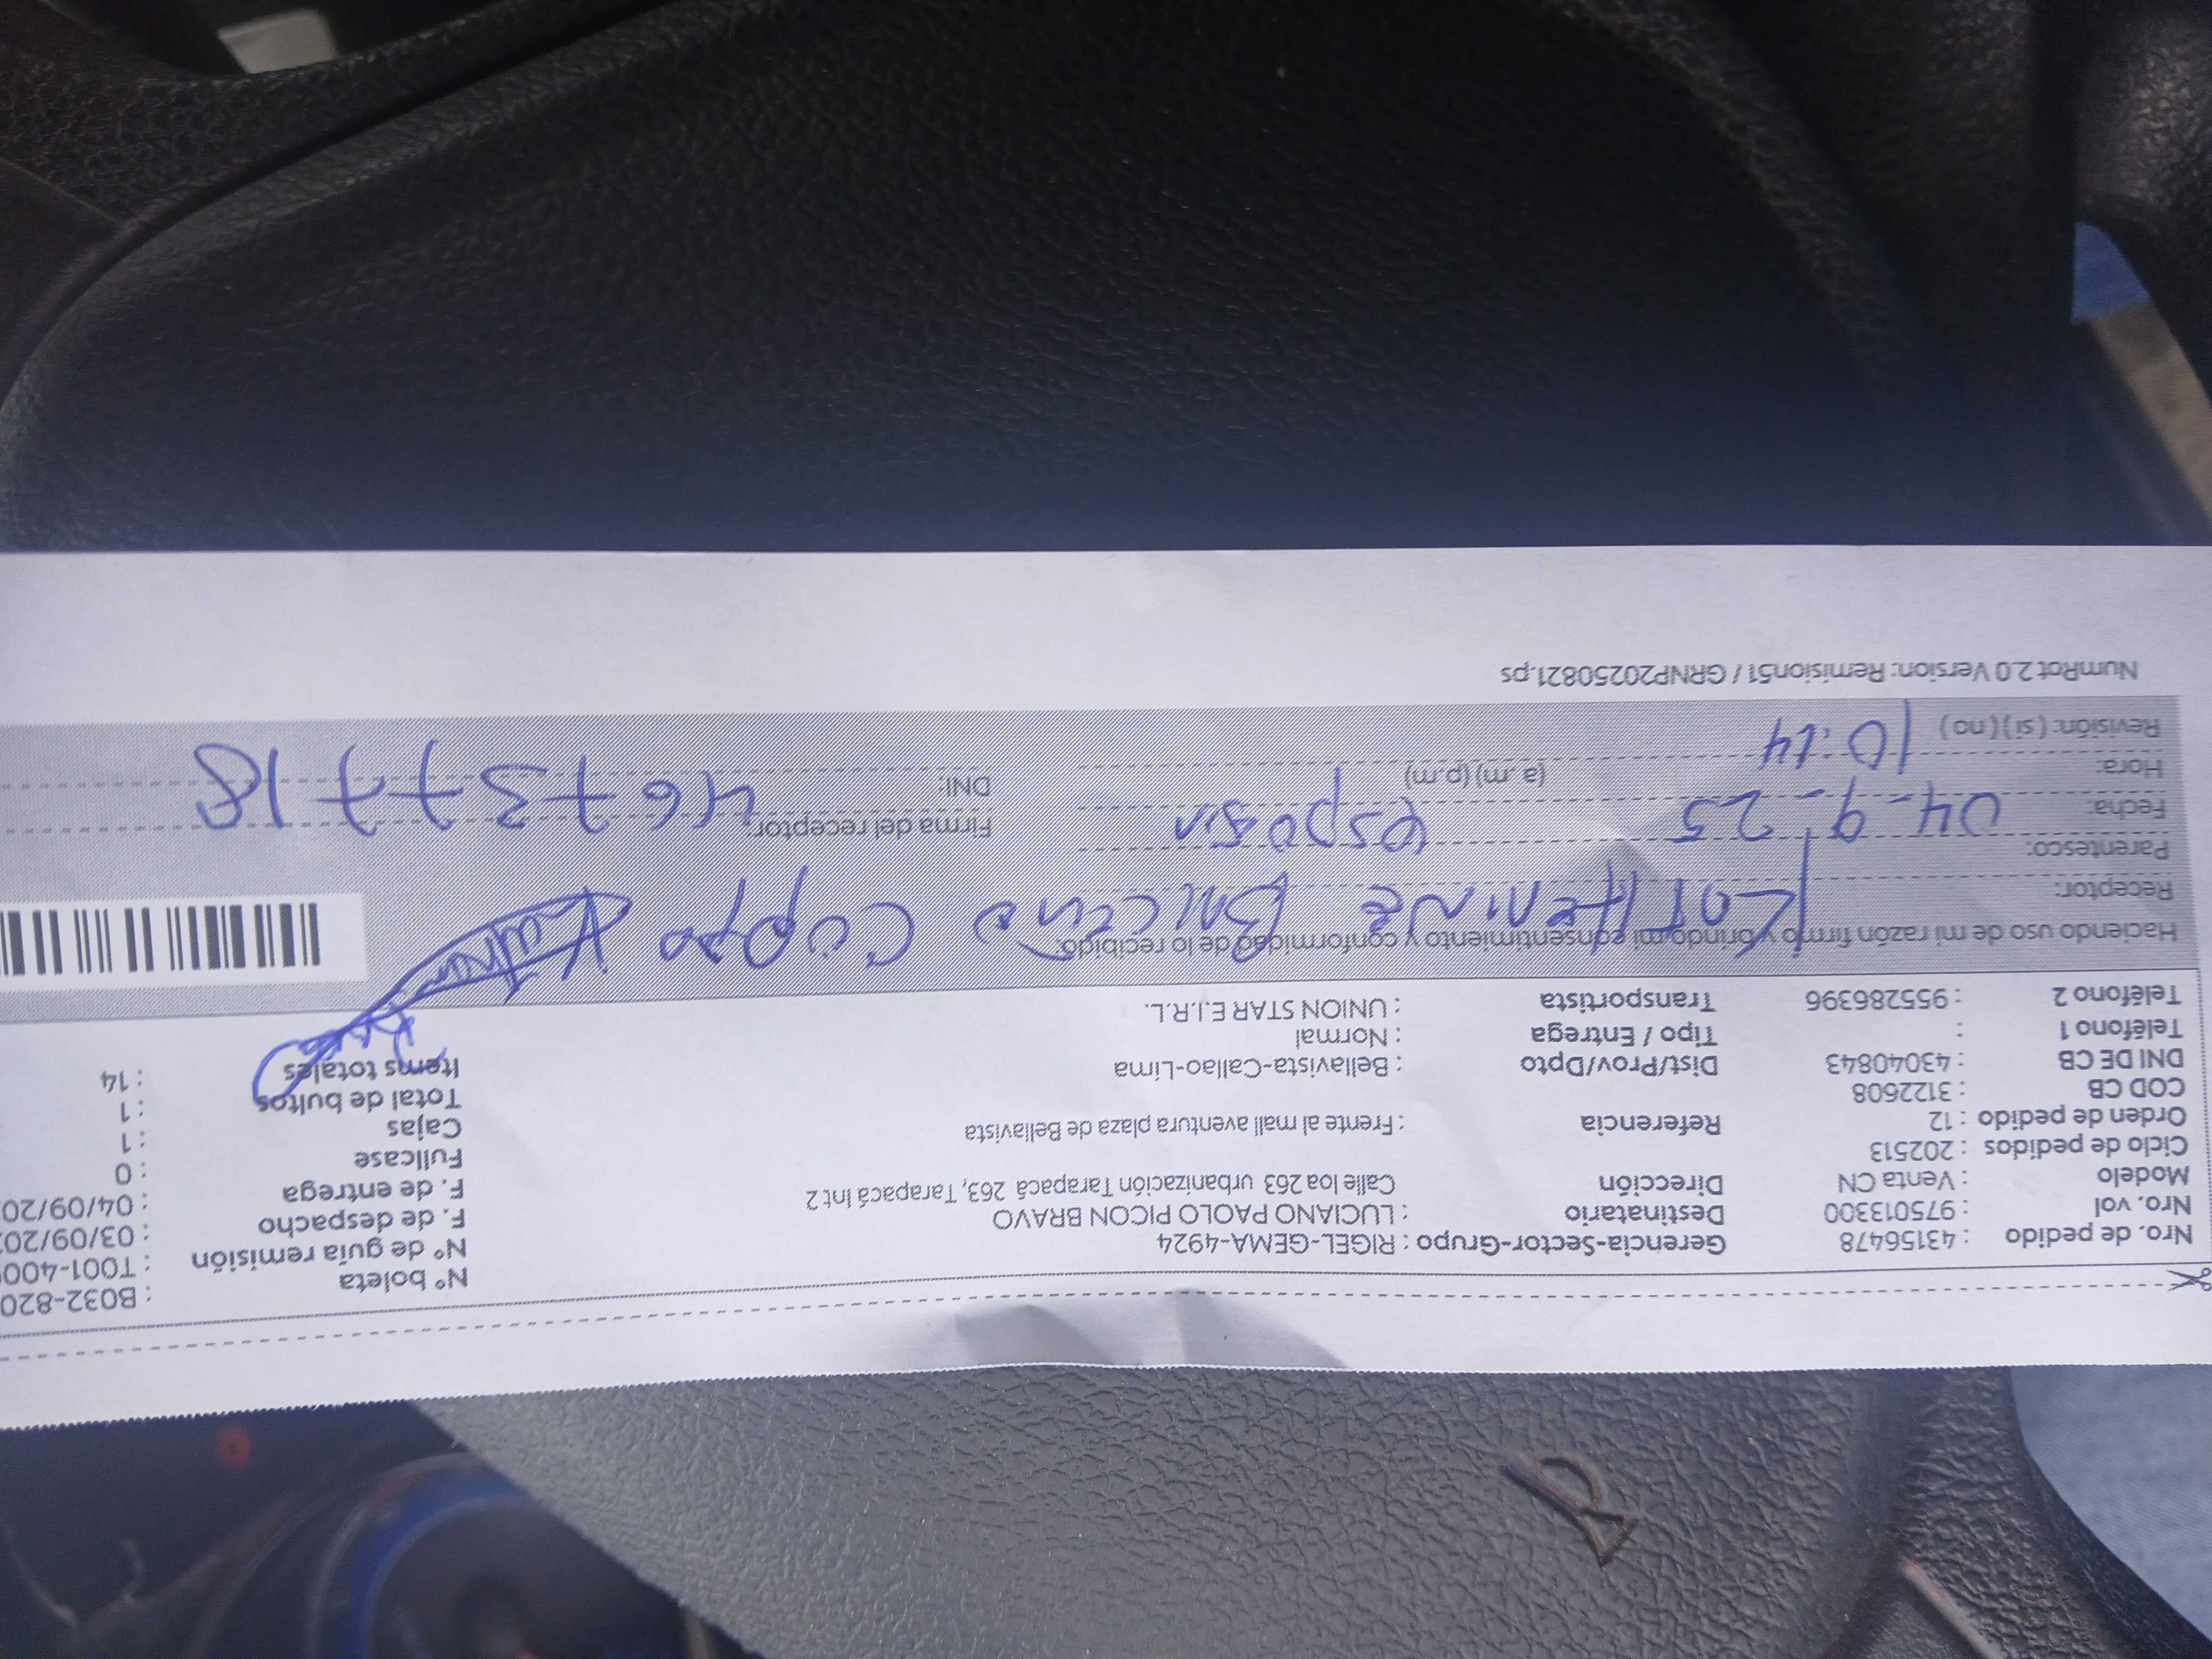 Nro. de pedido : 43156478 Gerencia-Sector-Grupo : RIGEL-GEMA-4924 N° boleta : B032-820
Nro. vol : 975013300 Destinatario : LUCIANO PAOLO PICON BRAVO N° de guía remisión : T001-400
Modelo : Venta CN Dirección Calle loa 263 urbanización Tarapacá 263, Tarapacá Int 2 F. de despacho : 03/09/20
Ciclo de pedidos : 202513 F. de entrega : 04/09/20
Orden de pedido : 12 Referencia : Frente al mall aventura plaza de Bellavista Fullcase : 0
COD CB : 3122608 Cajas : 1
DNI DE CB : 43040843 Dist/Prov/Dpto : Bellavista-Callao-Lima Total de bultos : 1
Teléfono 1 : Tipo / Entrega : Normal Items totales : 14
Teléfono 2 : 955286396 Transportista : UNION STAR E.I.R.L.
Haciendo uso de mi razón firmo y brindo mi consentimiento y conformidad de lo recibido:
Receptor:
Parentesco: esposa Firma del receptor:
Fecha: 04-9-25 DNI: 46737718
Hora: 10:14 (a.m) (p.m)
Revisión: (si) (no)
NumRot 2.0 Version: Remision51 / GRNP20250821.ps